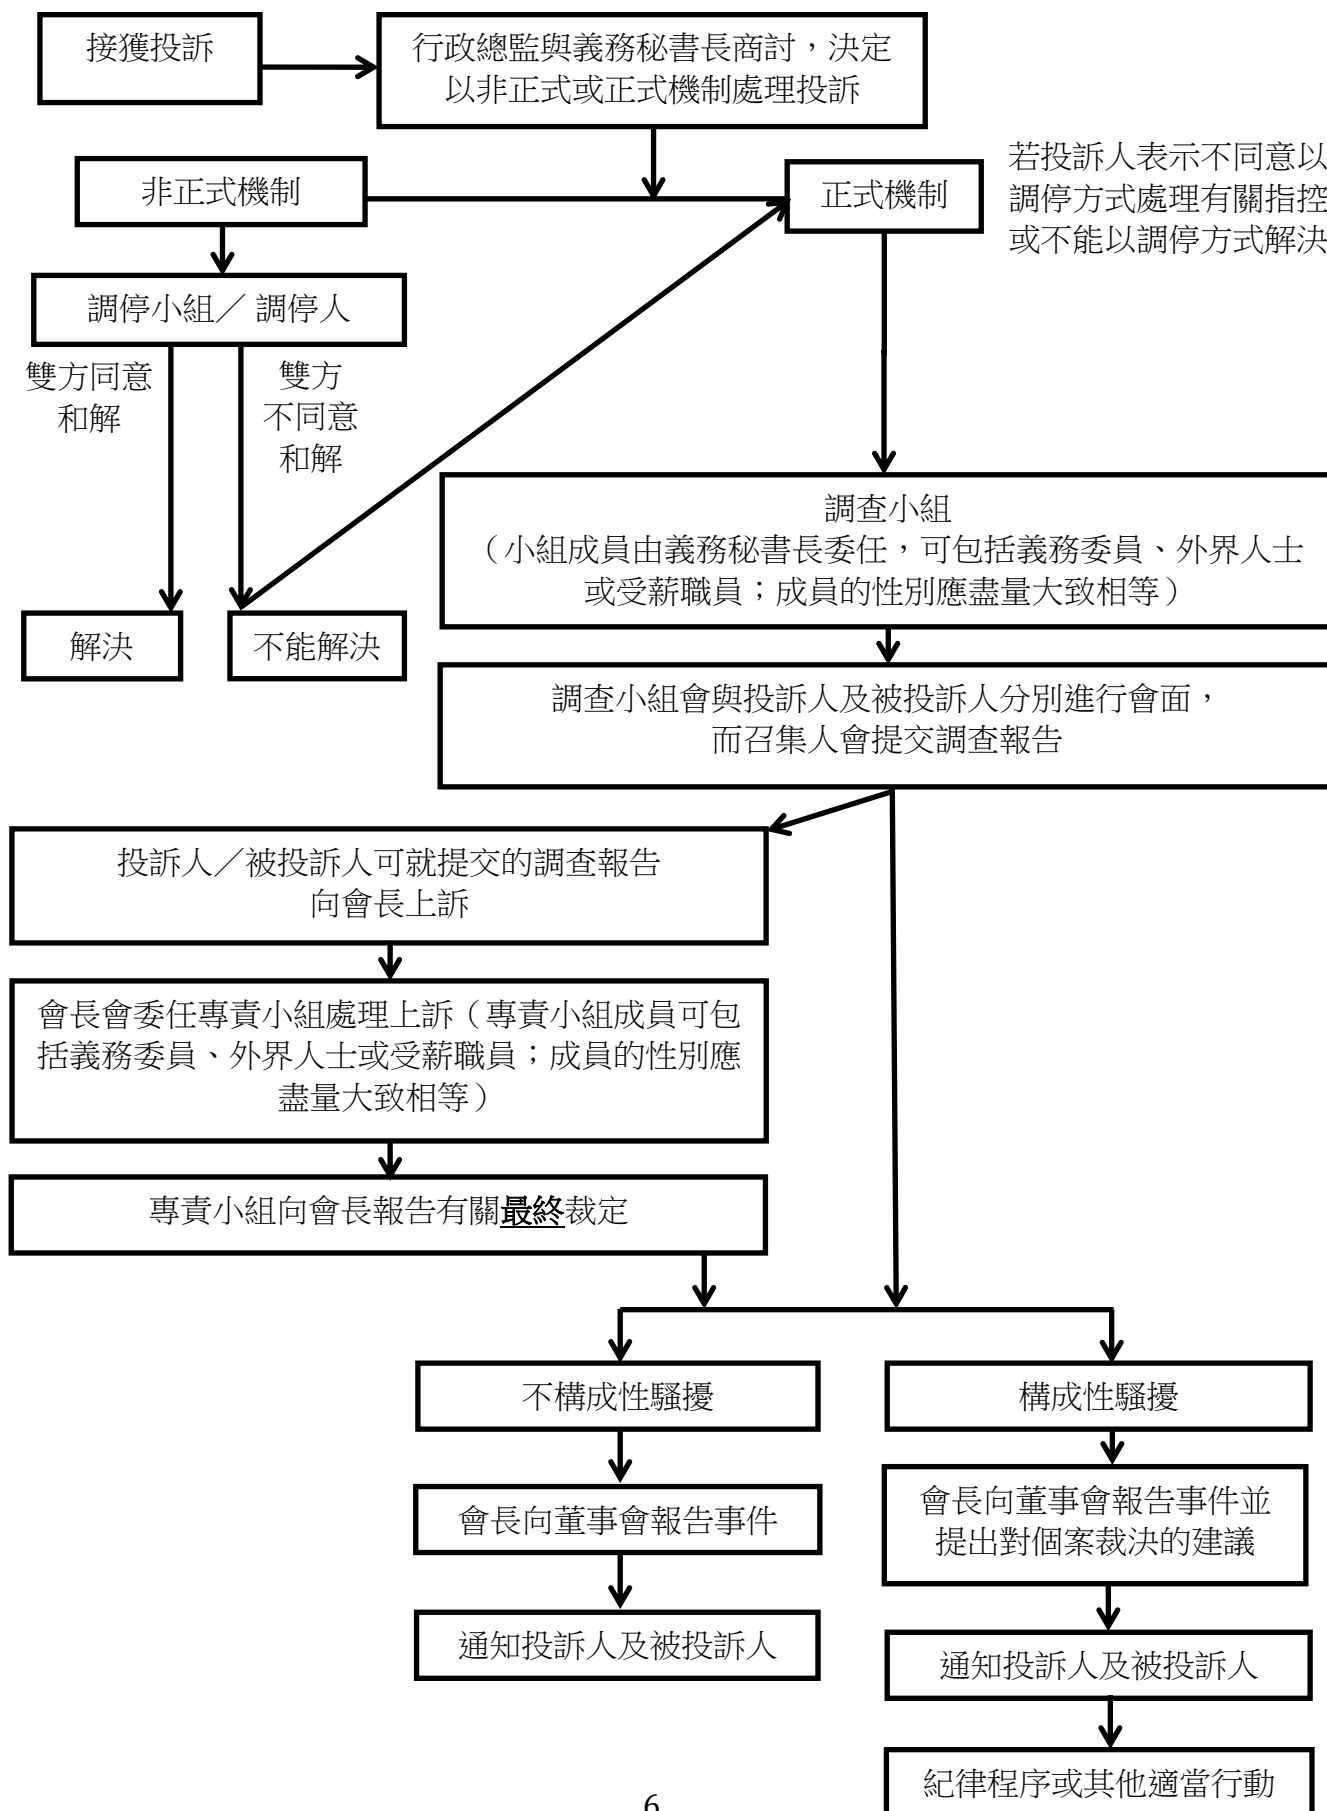 接獲投訴
行政總監與義務秘書長商討，決定
以非正式或正式機制處理投訴
非正式機制
正式機制
若投訴人表示不同意以
調停方式處理有關指控
或不能以調停方式解決
調停小組／ 調停人
雙方同意
和解
雙方
不同意
和解
解決
不能解決
調查小組
（小組成員由義務秘書長委任，可包括義務委員、外界人士
或受薪職員；成員的性別應盡量大致相等）
調查小組會與投訴人及被投訴人分別進行會面，
而召集人會提交調查報告
投訴人／被投訴人可就提交的調查報告
向會長上訴
會長會委任專責小組處理上訴（專責小組成員可包
括義務委員、外界人士或受薪職員；成員的性別應
盡量大致相等）
專責小組向會長報告有關最終裁定
不構成性騷擾
構成性騷擾
會長向董事會報告事件
會長向董事會報告事件並
提出對個案裁決的建議
通知投訴人及被投訴人
通知投訴人及被投訴人
紀律程序或其他適當行動
6